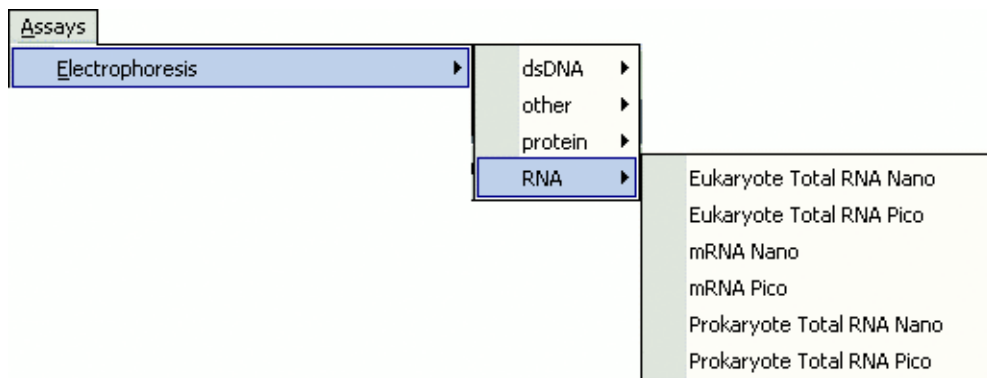 Assays
Electrophoresis
dsDNA
other
protein
RNA
Eukaryote Total RNA Nano
Eukaryote Total RNA Pico
mRNA Nano
mRNA Pico
Prokaryote Total RNA Nano
Prokaryote Total RNA Pico